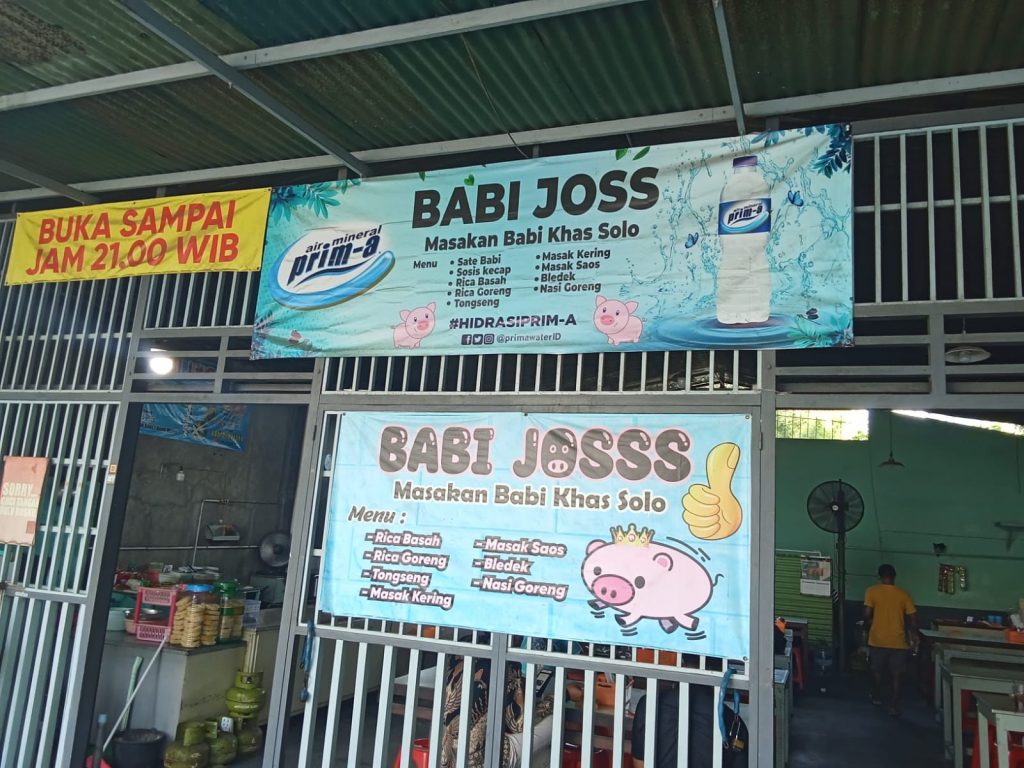 BUKA SAMPAI
JAM 21.00 WIB
air mineral
prim-a
BABI JOSS
Masakan Babi Khas Solo
Menu
• Sate Babi
• Sosis kecap
• Rica Basah
• Rica Goreng
• Tongseng
• Masak Kering
• Masak Saos
• Bledek
• Nasi Goreng
#HIDRASIPRIM-A
@primawaterID
prim-a
BABI JOSSS
Masakan Babi Khas Solo
Menu :
- Rica Basah
- Rica Goreng
- Tongseng
- Masak Kering
- Masak Saos
- Bledek
- Nasi Goreng
SORRY